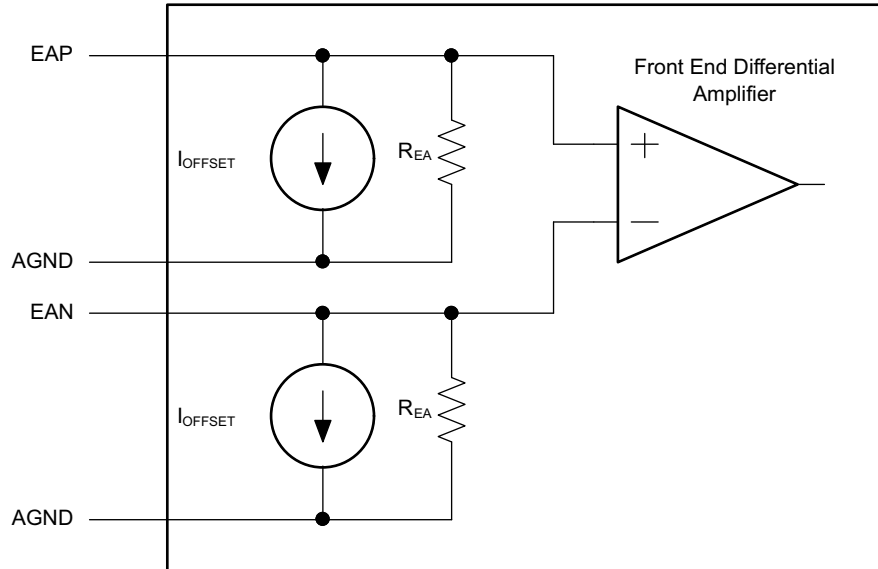 EAP
Front End Differential
Amplifier
IOFFSET
REA
+
−
AGND
EAN
IOFFSET
REA
AGND